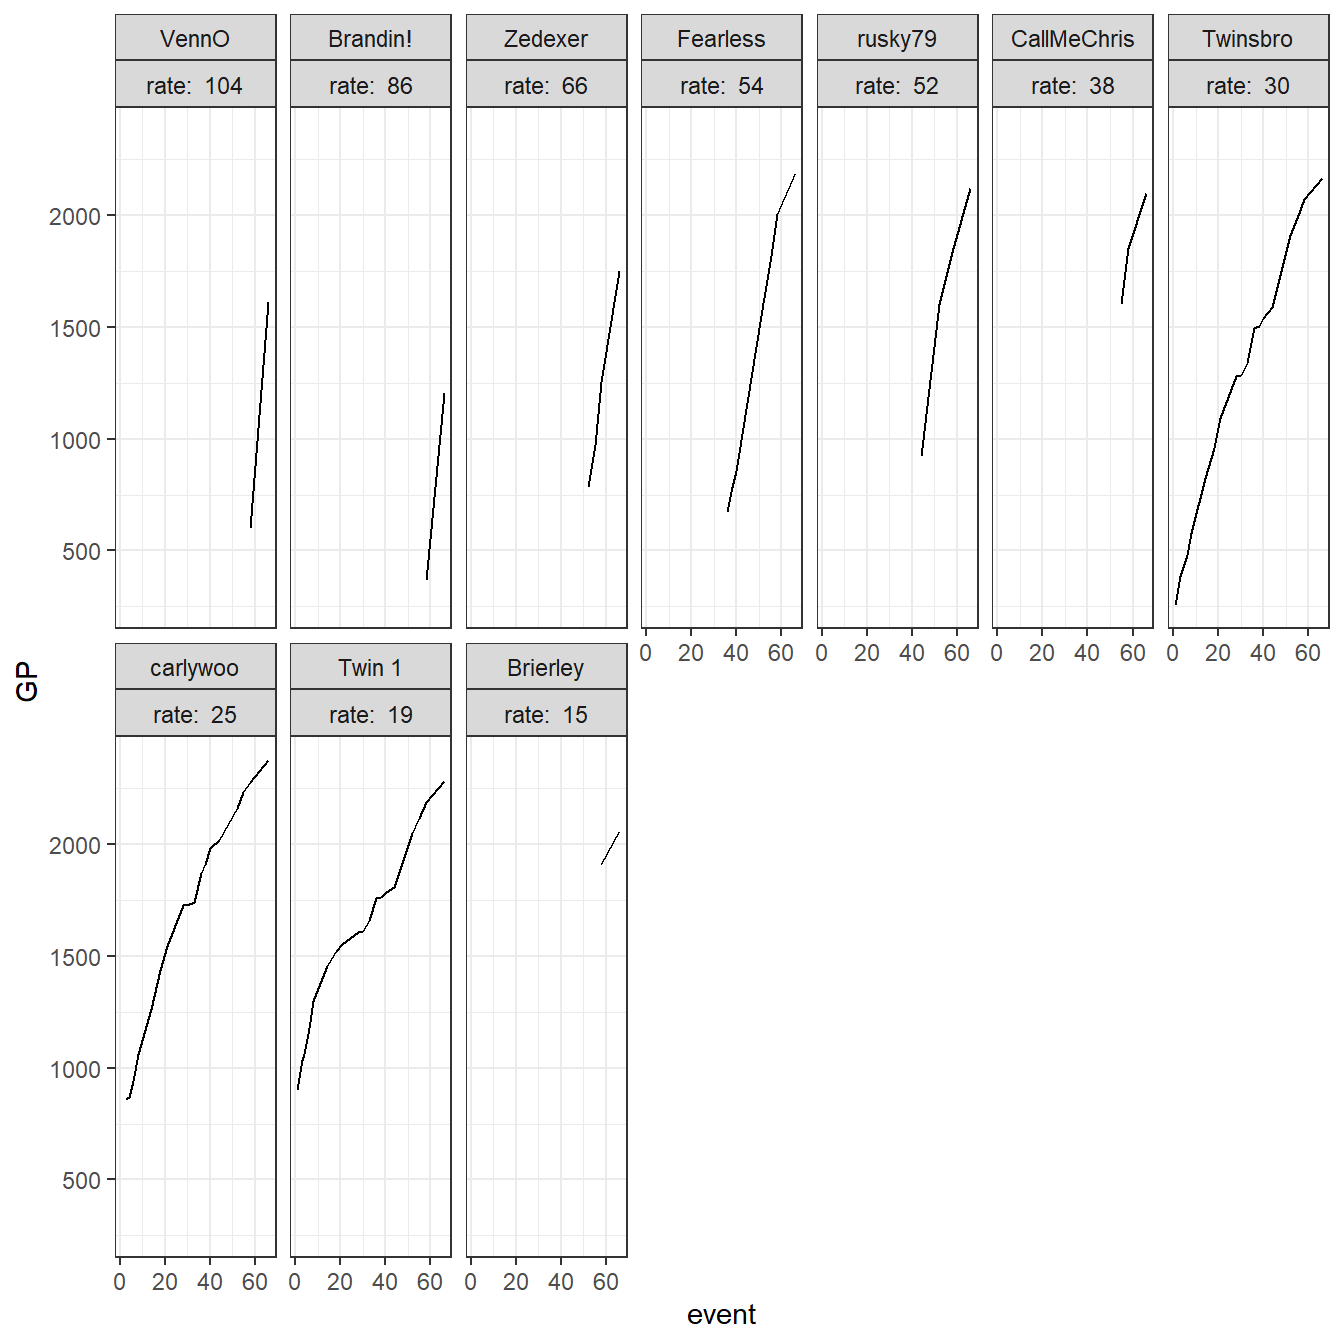 VennO Brandin! Zedexer Fearless rusky79 CallMeChris Twinsbro
rate:  104 rate:  86 rate:  66 rate:  54 rate:  52 rate:  38 rate:  30
2000
1500
1000
500
0 20 40 60 0 20 40 60 0 20 40 60 0 20 40 60
carlywoo Twin 1 Brierley
rate:  25 rate:  19 rate:  15
GP
2000
1500
1000
500
0 20 40 60 0 20 40 60 0 20 40 60
event